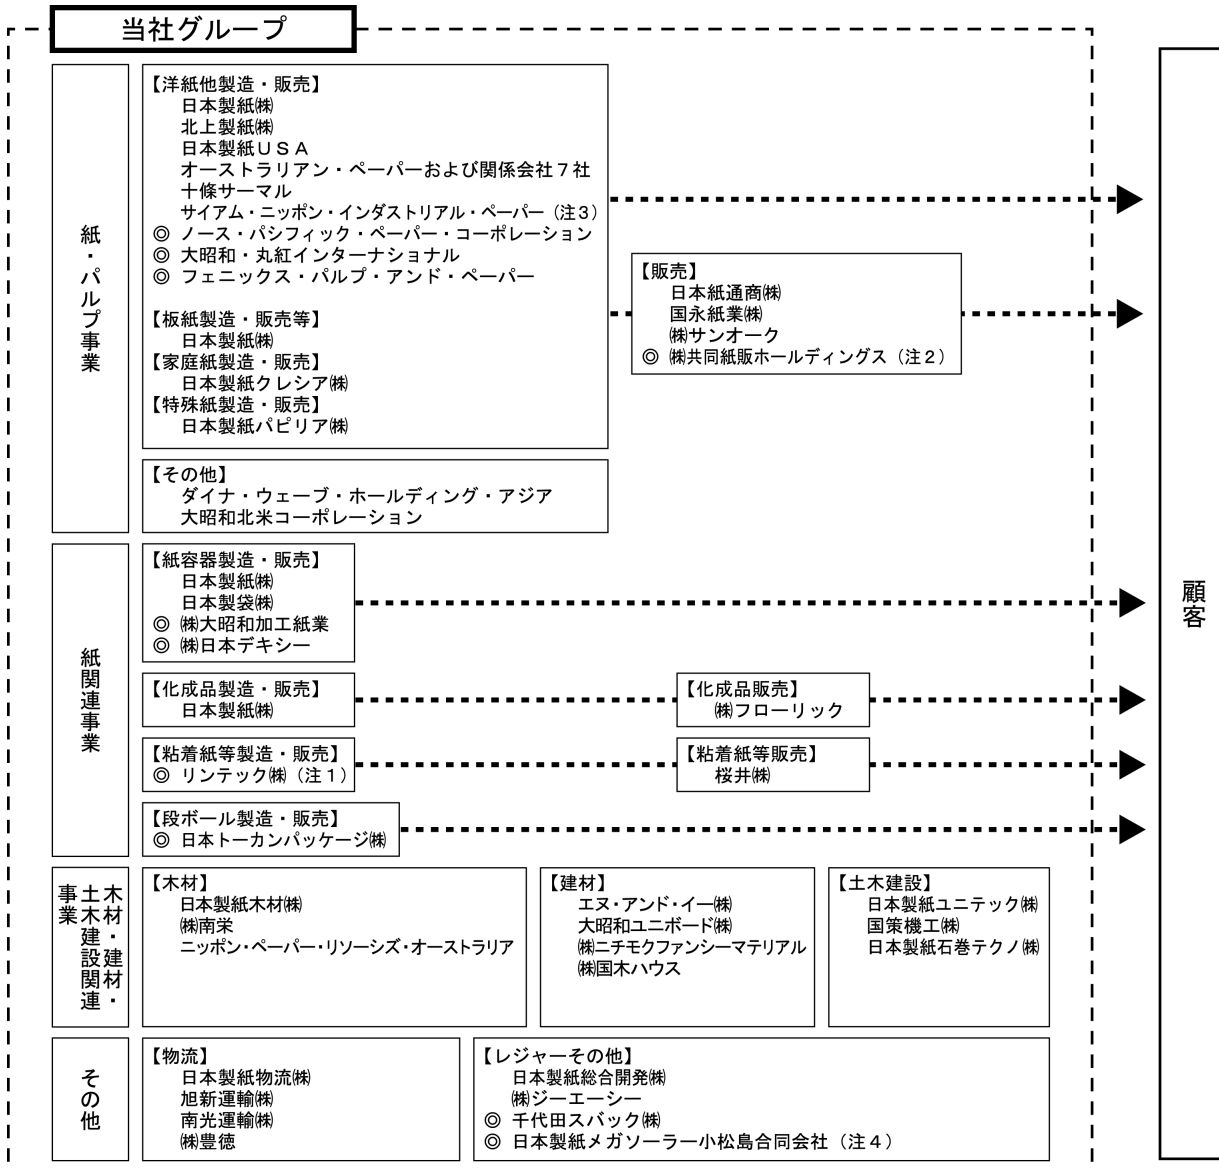 当社グループ
紙・パルプ事業
【洋紙他製造・販売】
日本製紙㈱
北上製紙㈱
日本製紙ＵＳＡ
オーストラリアン・ペーパーおよび関係会社７社
十條サーマル
サイアム・ニッポン・インダストリアル・ペーパー（注３）
◎ ノース・パシフィック・ペーパー・コーポレーション
◎ 大昭和・丸紅インターナショナル
◎ フェニックス・パルプ・アンド・ペーパー
【板紙製造・販売等】
日本製紙㈱
【家庭紙製造・販売】
日本製紙クレシア㈱
【特殊紙製造・販売】
日本製紙パピリア㈱
【販売】
日本紙通商㈱
国永紙業㈱
㈱サンオーク
◎ ㈱共同紙販ホールディングス（注２）
【その他】
ダイナ・ウェーブ・ホールディング・アジア
大昭和北米コーポレーション
紙関連事業
【紙容器製造・販売】
日本製紙㈱
日本製袋㈱
◎ ㈱大昭和加工紙業
◎ ㈱日本デキシー
【化成品製造・販売】
日本製紙㈱
【化成品販売】
㈱フローリック
【粘着紙等製造・販売】
◎ リンテック㈱（注１）
【粘着紙等販売】
桜井㈱
【段ボール製造・販売】
◎ 日本トーカンパッケージ㈱
木材・建材・
土木建設関連
事業
【木材】
日本製紙木材㈱
㈱南栄
ニッポン・ペーパー・リソーシズ・オーストラリア
【建材】
エヌ・アンド・イー㈱
大昭和ユニボード㈱
㈱ニチモクファンシーマテリアル
㈱国木ハウス
【土木建設】
日本製紙ユニテック㈱
国策機工㈱
日本製紙石巻テクノ㈱
その他
【物流】
日本製紙物流㈱
旭新運輸㈱
南光運輸㈱
㈱豊徳
【レジャーその他】
日本製紙総合開発㈱
㈱ジーエーシー
◎ 千代田スバック㈱
◎ 日本製紙メガソーラー小松島合同会社（注４）
顧客